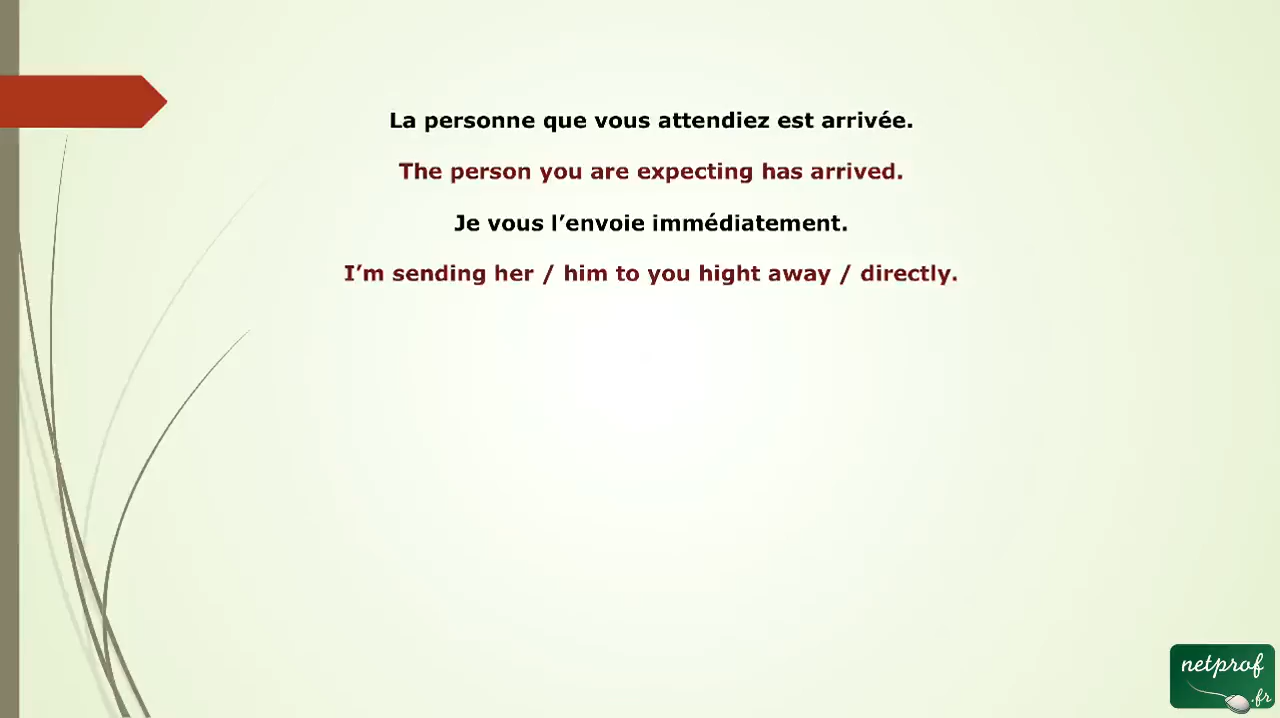 La personne que vous attendiez est arrivée.
The person you are expecting has arrived.
Je vous l’envoie immédiatement.
I’m sending her / him to you hight away / directly.
netprof
.fr